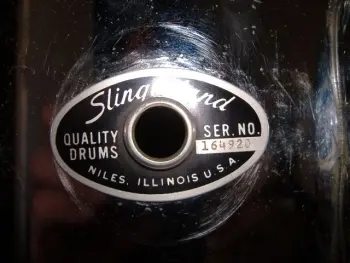 Slingerland
QUALITY DRUMS
SER. NO.
164920
NILES, ILLINOIS U.S.A.